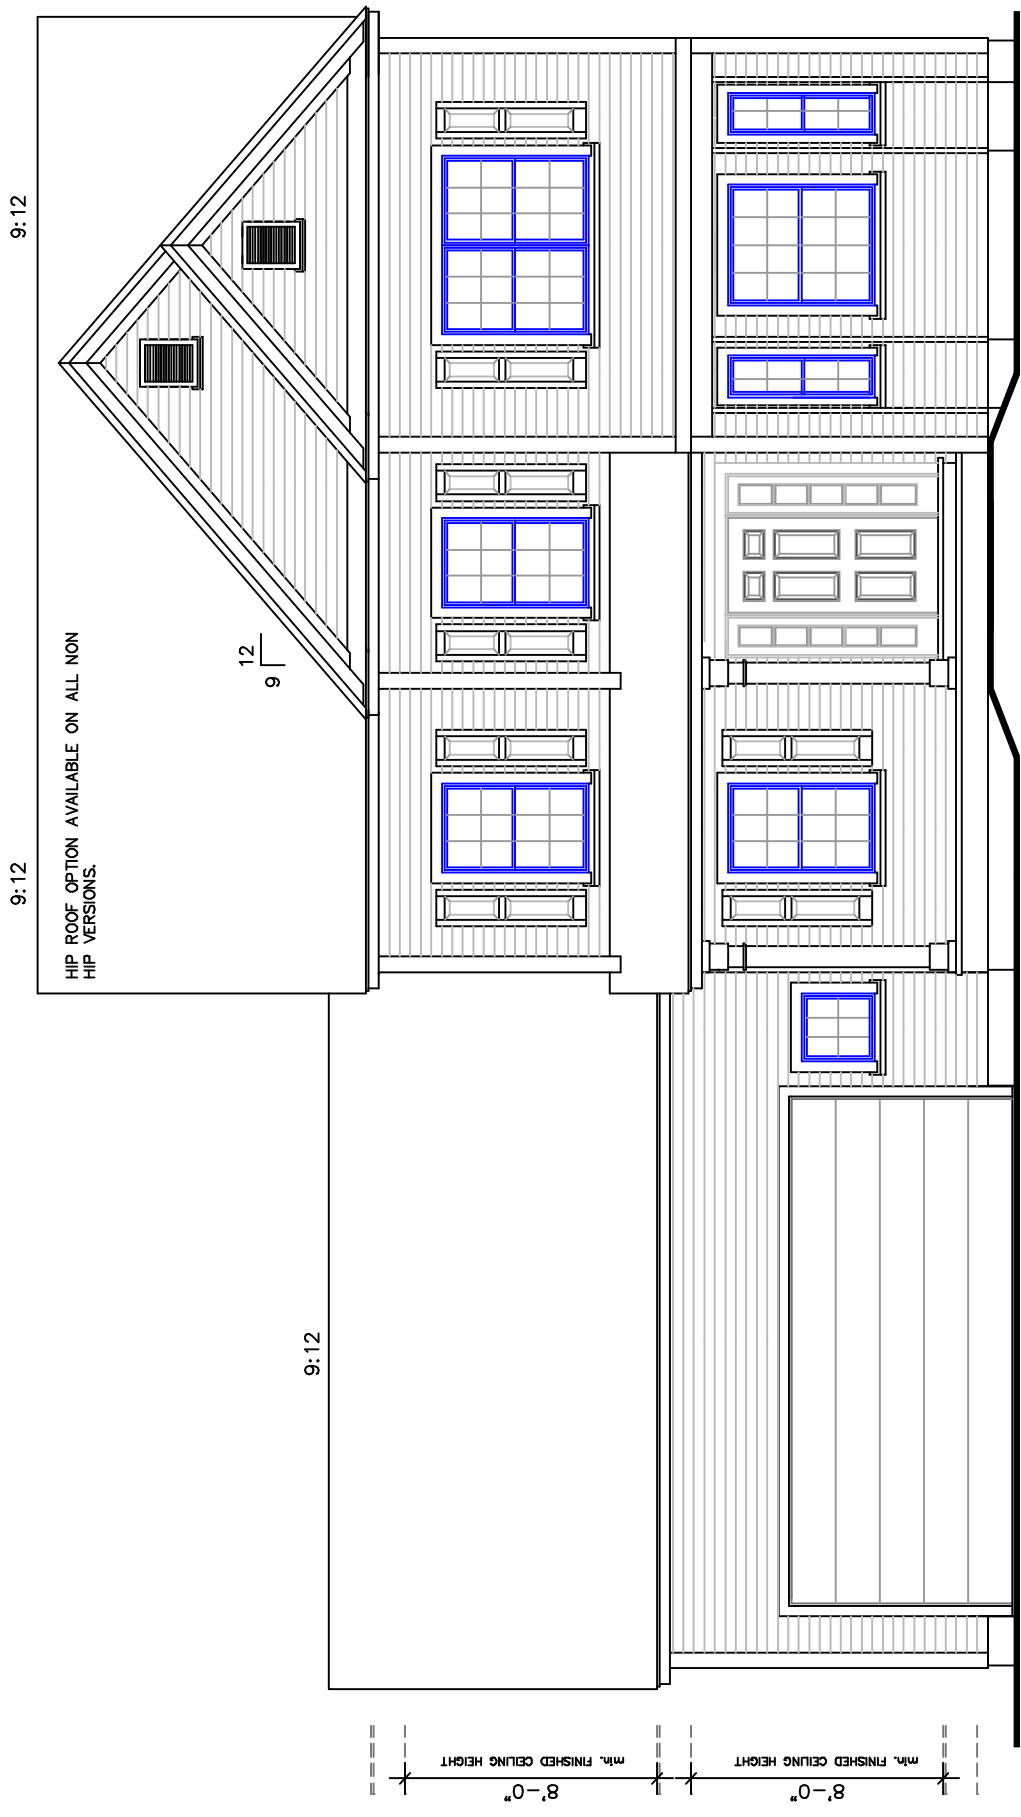 9:12
9:12
HIP ROOF OPTION AVAILABLE ON ALL NON
HIP VERSIONS.
12
9
9:12
8'-0"
min. FINISHED CEILING HEIGHT
8'-0"
min. FINISHED CEILING HEIGHT